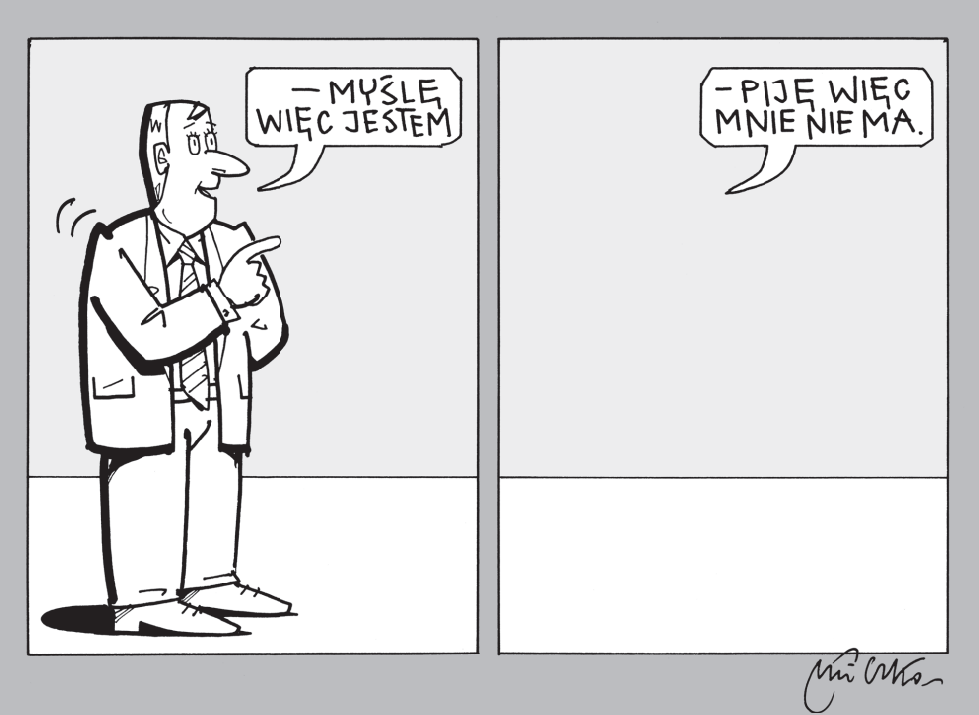 – MYŚLĘ
WIĘC JESTEM
- PIJĘ WIĘC
MNIE NIE MA.